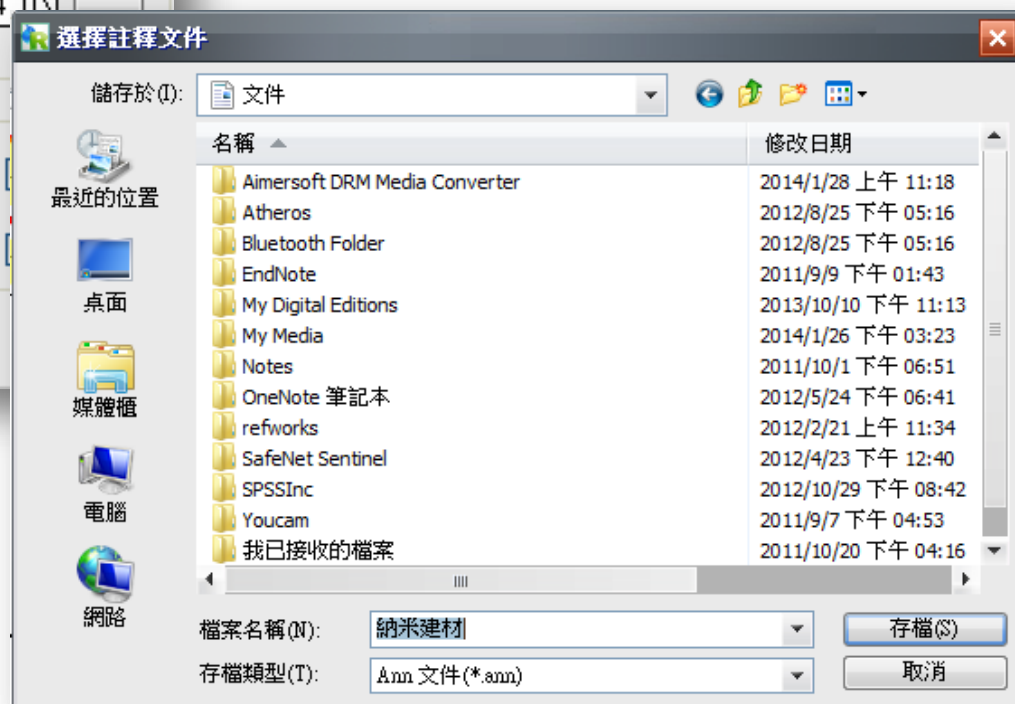 選擇註釋文件
儲存於(I): 文件
名稱 修改日期
Aimersoft DRM Media Converter 2014/1/28 上午 11:18
Atheros 2012/8/25 下午 05:16
Bluetooth Folder 2012/8/25 下午 05:16
EndNote 2011/9/9 下午 01:43
My Digital Editions 2013/10/10 下午 11:13
My Media 2014/1/26 下午 03:23
Notes 2011/10/1 下午 06:51
OneNote 筆記本 2012/5/24 下午 06:41
refworks 2012/2/21 上午 11:34
SafeNet Sentinel 2012/4/23 下午 12:40
SPSSInc 2012/10/29 下午 08:42
Youcam 2011/9/7 下午 04:53
我已接收的檔案 2011/10/20 下午 04:16
最近的位置
桌面
媒體櫃
電腦
網路
檔案名稱(N): 納米建材 存檔(S)
存檔類型(T): Ann 文件(*.ann) 取消